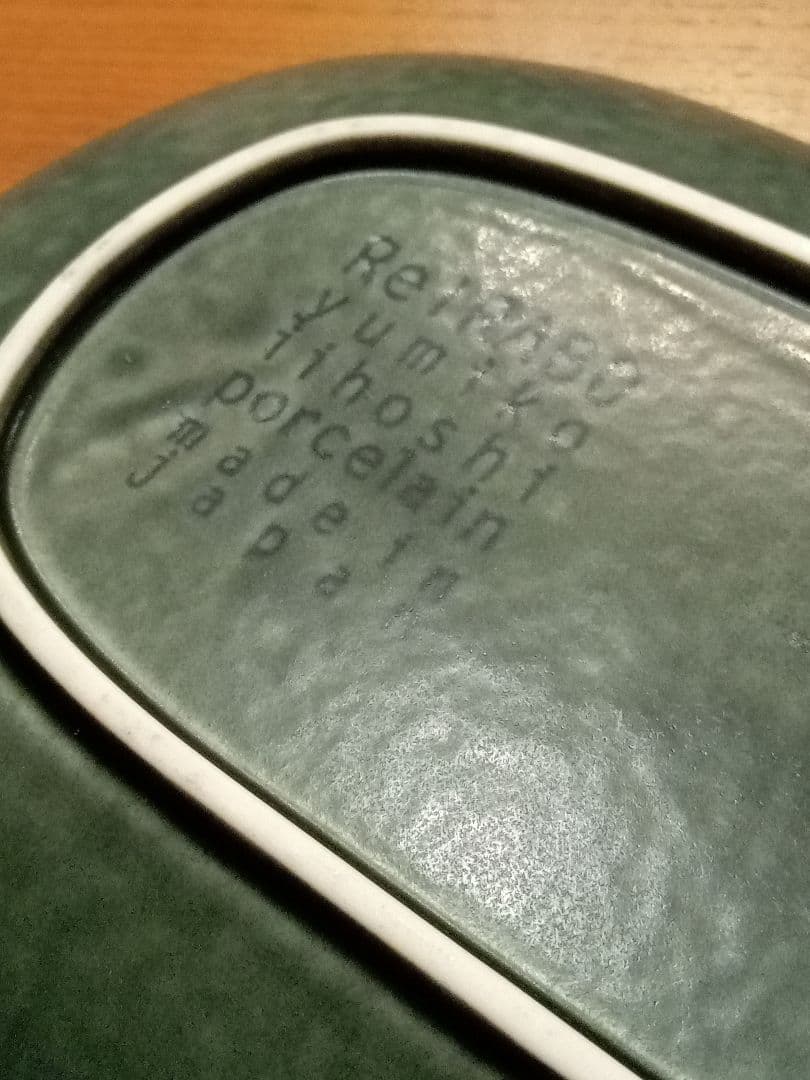 ReIRABO
yumiko
iihoshi
porcelain
made in
japan